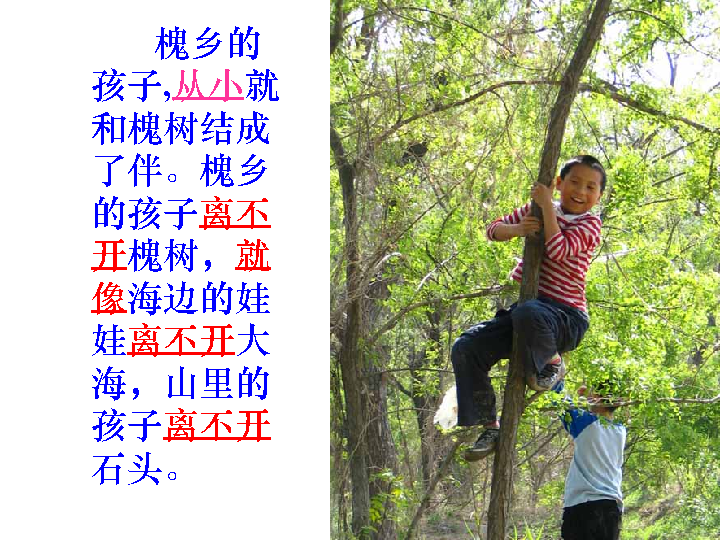 槐乡的
孩子,从小就
和槐树结成
了伴。槐乡
的孩子离不
开槐树，就
像海边的娃
娃离不开大
海，山里的
孩子离不开
石头。